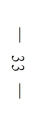 — 33 —